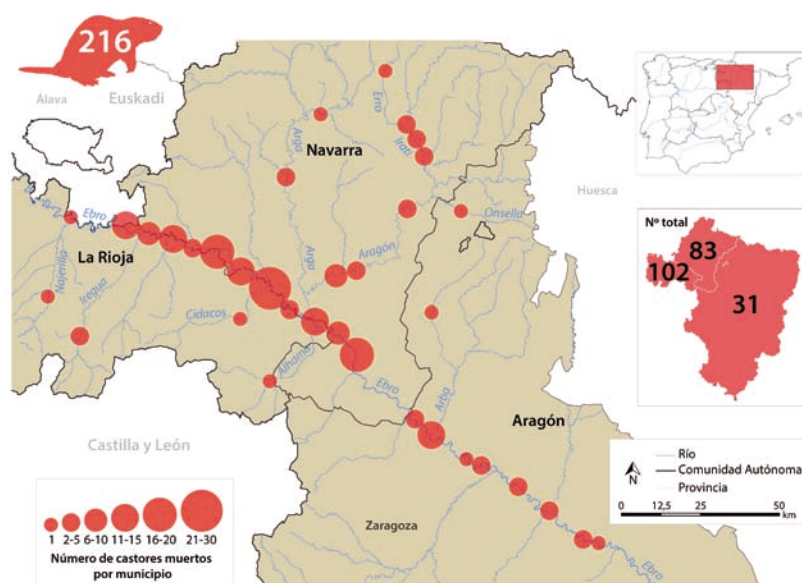 216
Álava
Euskadi
Navarra
Erro
Irati
Arga
Huesca
Onsella
Ebro
Aragón
Arga
La Rioja
Najerilla
Iregua
Cidacos
Alhama
Ebro
Arba
Aragón
Castilla y León
Zaragoza
Ebro
Nº total
83
102
31
Río
Comunidad Autónoma
Provincia
N
0 12,5 25 50
km
1 2-5 6-10 11-15 16-20 21-30
Número de castores muertos
por municipio